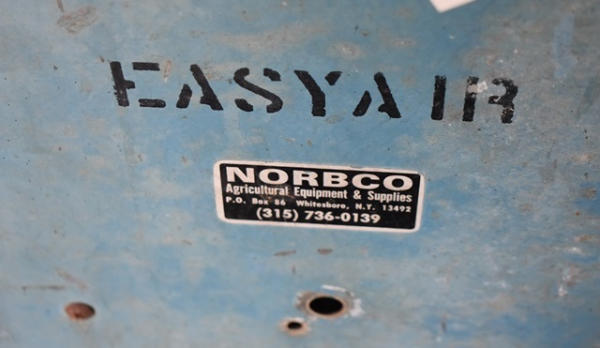 EASYAIR
NORBCO
Agricultural Equipment & Supplies
P.O. Box 86 Whitesboro, N.Y. 13492
(315) 736-0139